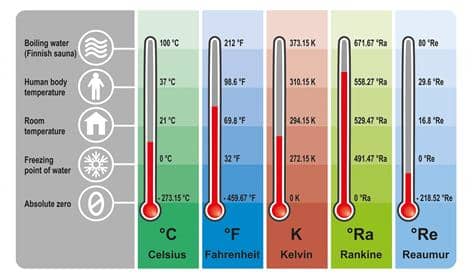 Boiling water
(Finnish sauna)
100 °C
212 °F
373.15 K
671.67 °Ra
80 °Re
Human body
temperature
37 °C
98.6 °F
310.15 K
558.27 °Ra
29.6 °Re
Room
temperature
21 °C
69.8 °F
294.15 K
529.47 °Ra
16.8 °Re
Freezing
point of water
0 °C
32 °F
272.15 K
491.47 °Ra
0 °Re
Absolute zero
- 273.15 °C
- 459.67 °F
0 K
0 °Ra
- 218.52 °Re
°C
°F
K
°Ra
°Re
Celsius
Fahrenheit
Kelvin
Rankine
Reaumur